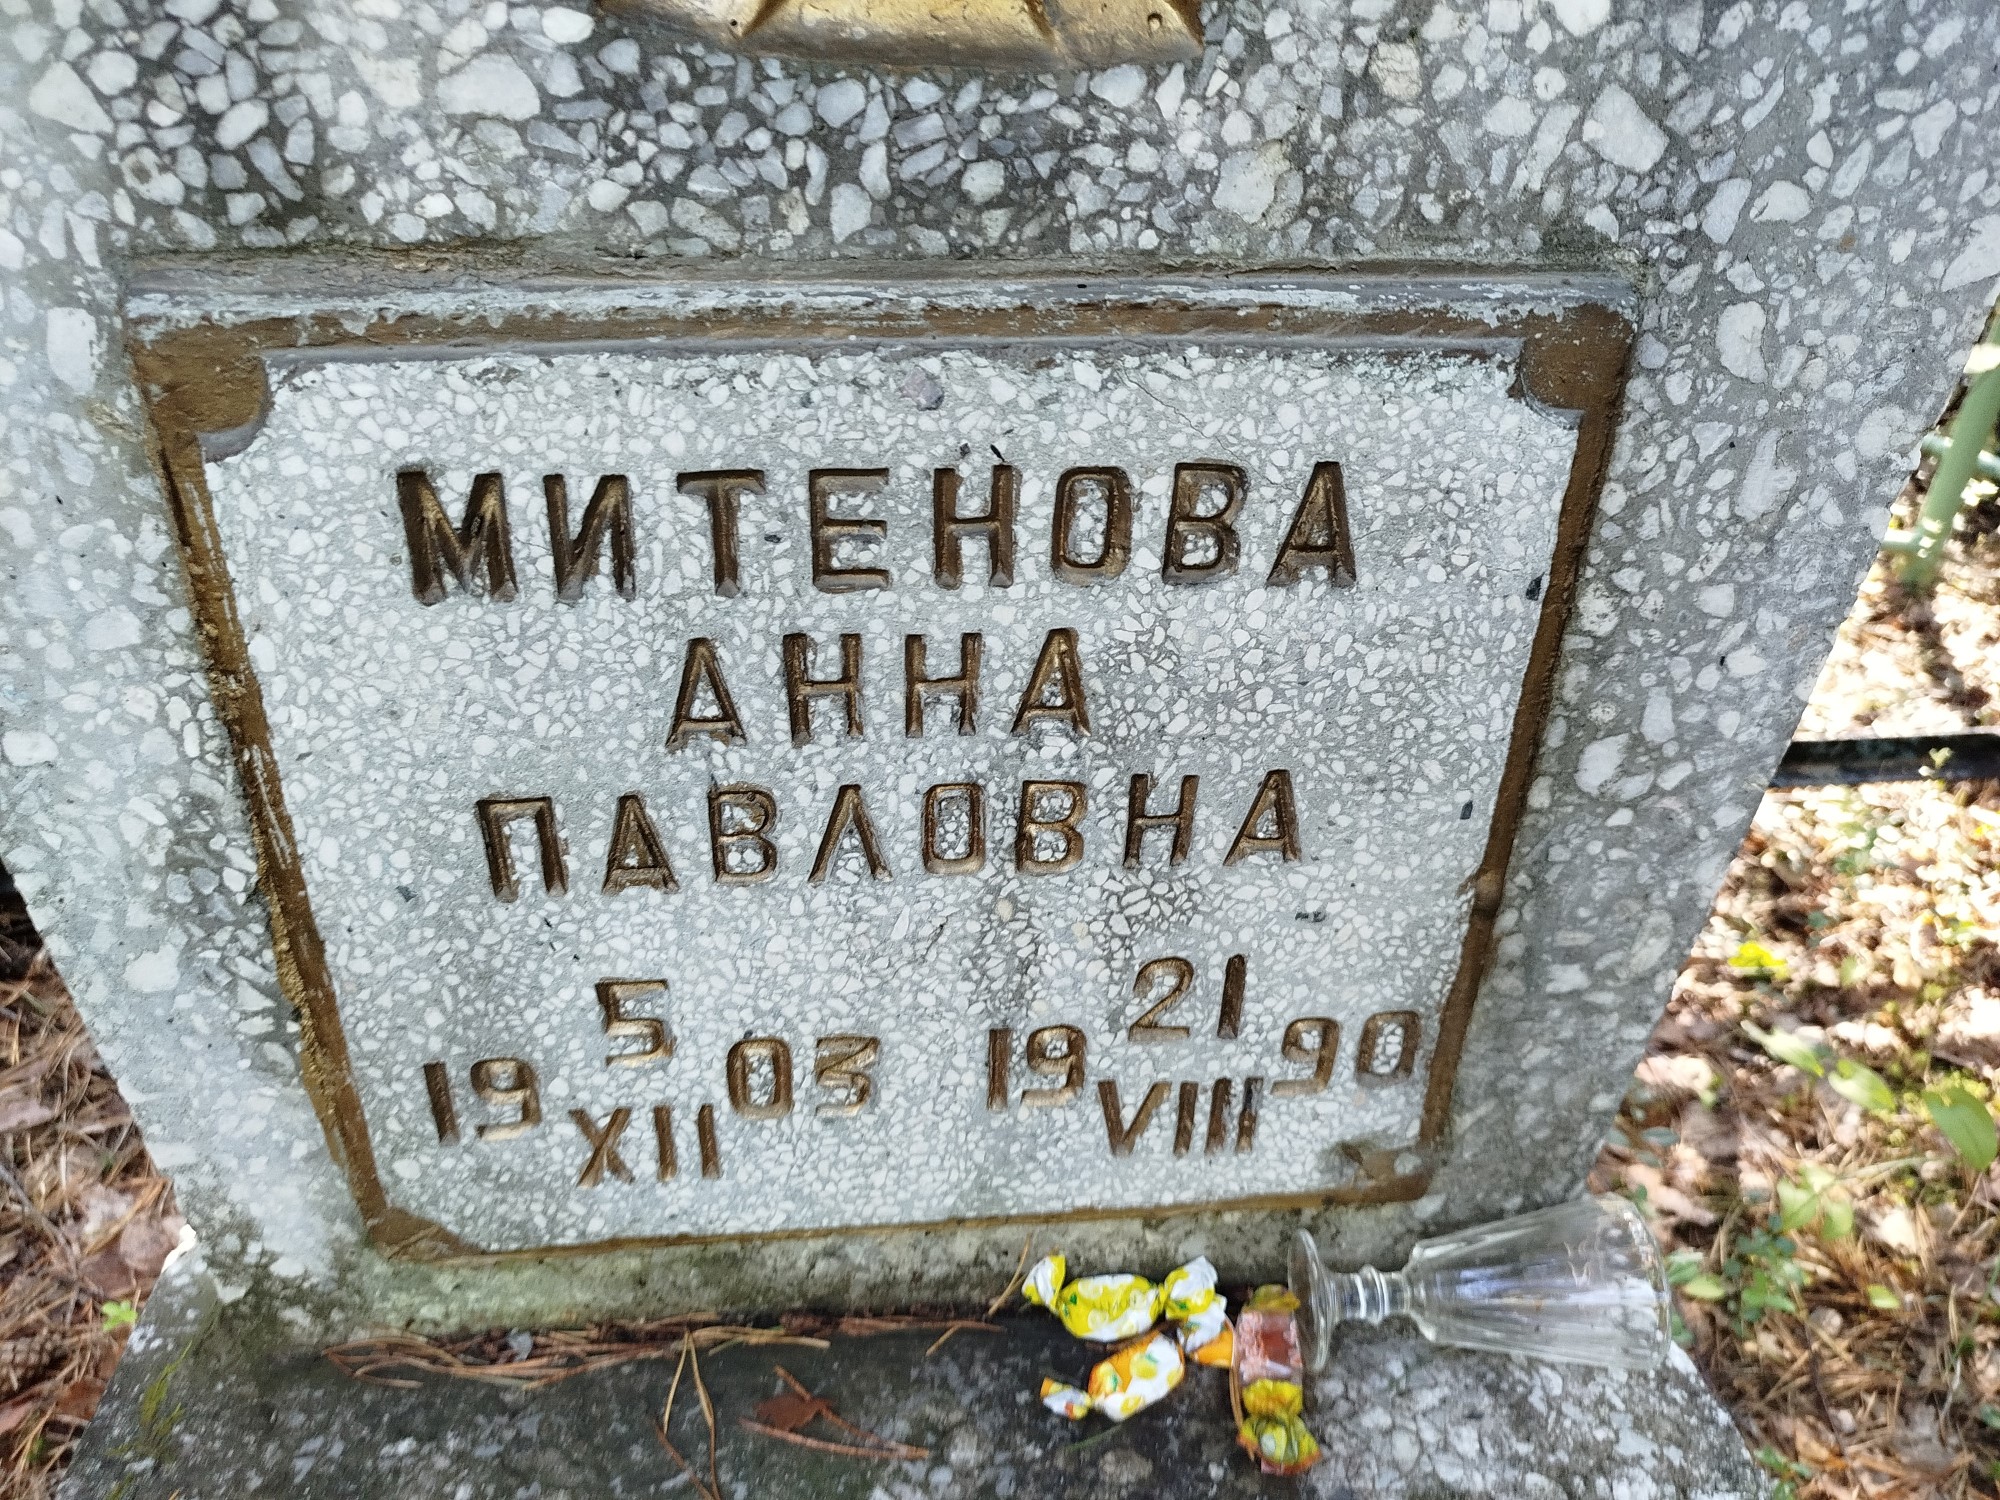 МИТЕНОВА
АННА
ПАВЛОВНА
5 21
19 03 19 90
XII VIII